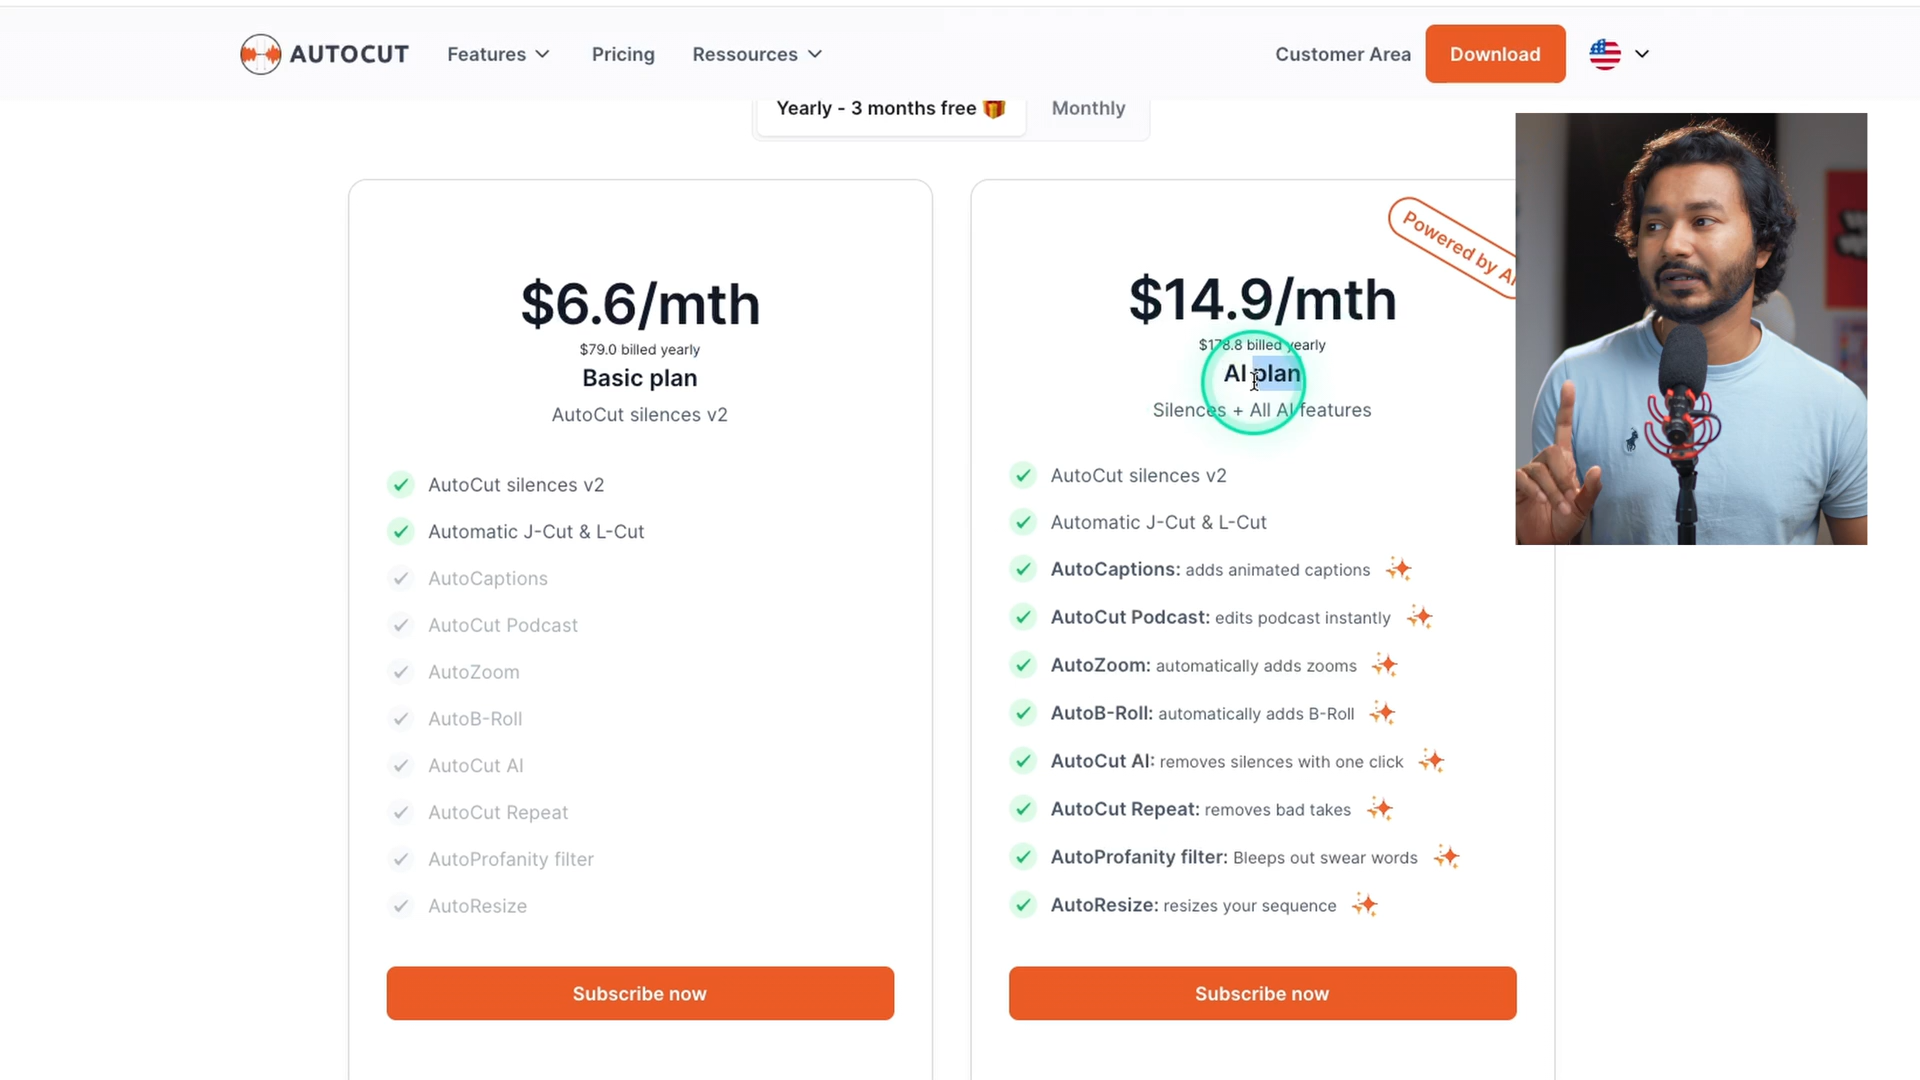 AUTOCUT
Features
Pricing
Ressources
Customer Area
Download
Yearly - 3 months free 🎁
Monthly
$6.6/mth
$79.0 billed yearly
Basic plan
AutoCut silences v2
AutoCut silences v2
Automatic J-Cut & L-Cut
AutoCaptions
AutoCut Podcast
AutoZoom
AutoB-Roll
AutoCut AI
AutoCut Repeat
AutoProfanity filter
AutoResize
Subscribe now
Powered by AI
$14.9/mth
$178.8 billed yearly
AI plan
Silences + All AI features
AutoCut silences v2
Automatic J-Cut & L-Cut
AutoCaptions: adds animated captions
AutoCut Podcast: edits podcast instantly
AutoZoom: automatically adds zooms
AutoB-Roll: automatically adds B-Roll
AutoCut AI: removes silences with one click
AutoCut Repeat: removes bad takes
AutoProfanity filter: Bleeps out swear words
AutoResize: resizes your sequence
Subscribe now